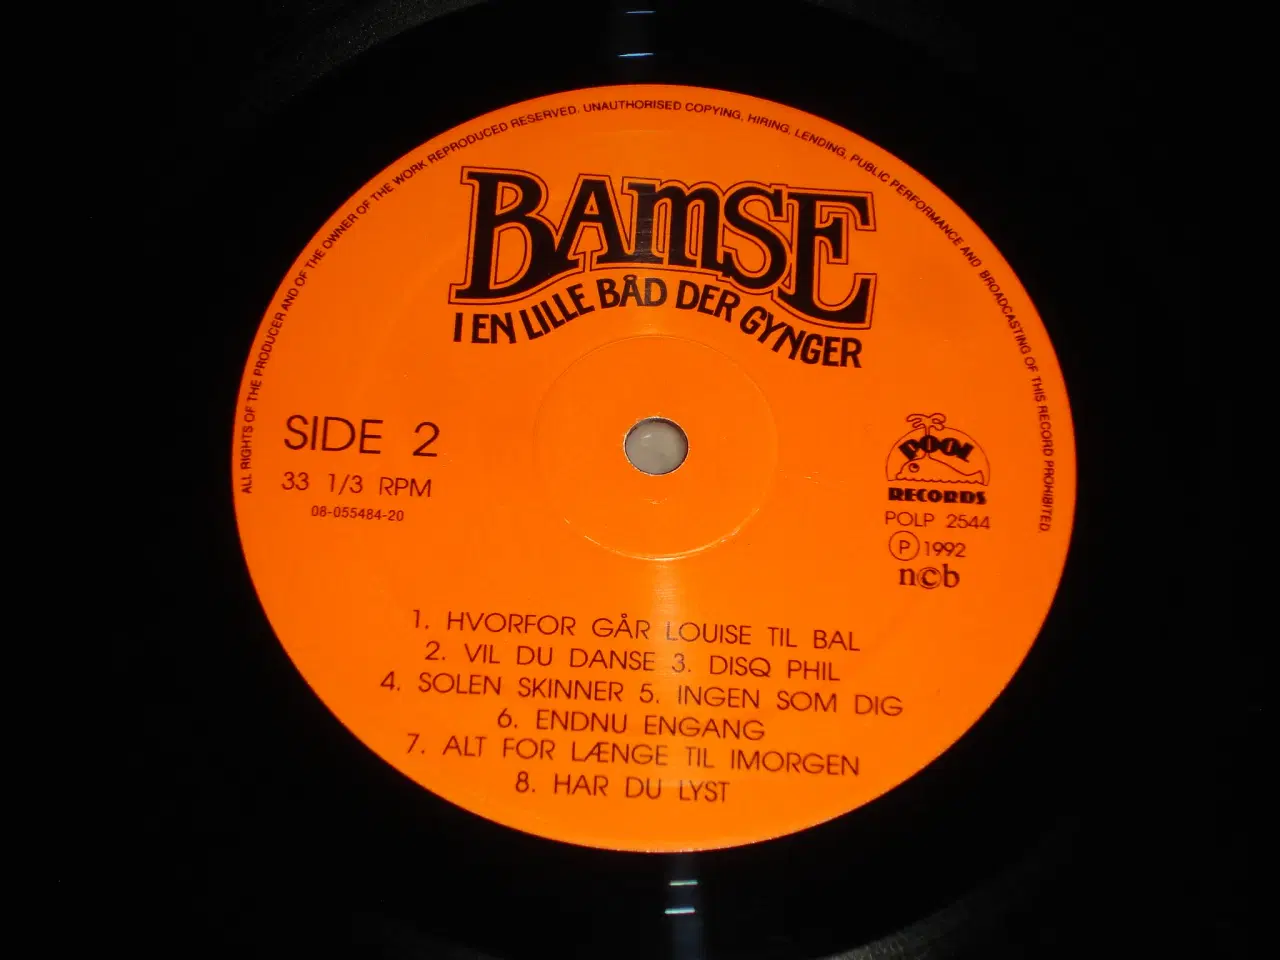 ALL RIGHTS OF THE PRODUCER AND OF THE OWNER OF THE WORK REPRODUCED RESERVED. UNAUTHORISED COPYING, HIRING, LENDING, PUBLIC PERFORMANCE AND BROADCASTING OF THIS RECORD PROHIBITED.
BAMSE
I EN LILLE BÅD DER GYNGER
SIDE 2
33 1/3 RPM
08-055484-20
POOL
RECORDS
POLP 2544
Ⓟ 1992
n©b
1. HVORFOR GÅR LOUISE TIL BAL
2. VIL DU DANSE 3. DISQ PHIL
4. SOLEN SKINNER 5. INGEN SOM DIG
6. ENDNU ENGANG
7. ALT FOR LÆNGE TIL IMORGEN
8. HAR DU LYST